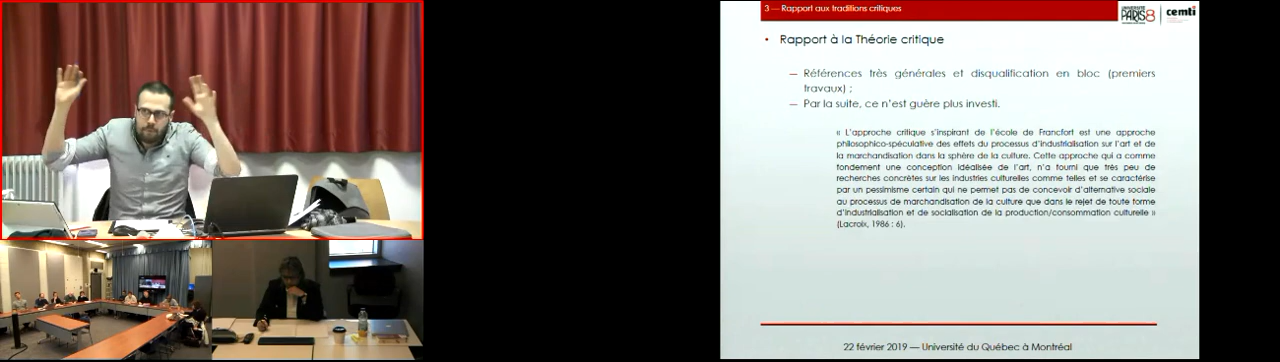 3 — Rapport aux traditions critiques
UNIVERSITÉ
PARIS 8
cemti
• Rapport à la Théorie critique
— Références très générales et disqualification en bloc (premiers
travaux) ;
— Par la suite, ce n'est guère plus investi.
« L'approche critique s'inspirant de l'école de Francfort est une approche
philosophico-spéculative des effets du processus d'industrialisation sur l'art et de
la marchandisation dans la sphère de la culture. Cette approche qui a comme
fondement une conception idéalisée de l'art, n'a fourni que très peu de
recherches concrètes sur les industries culturelles comme telles et se caractérise
par un pessimisme certain qui ne permet pas de concevoir d'alternative sociale
au processus de marchandisation de la culture que dans le rejet de toute forme
d'industrialisation et de socialisation de la production/consommation culturelle »
(Lacroix, 1986 : 6).
22 février 2019 — Université du Québec à Montréal